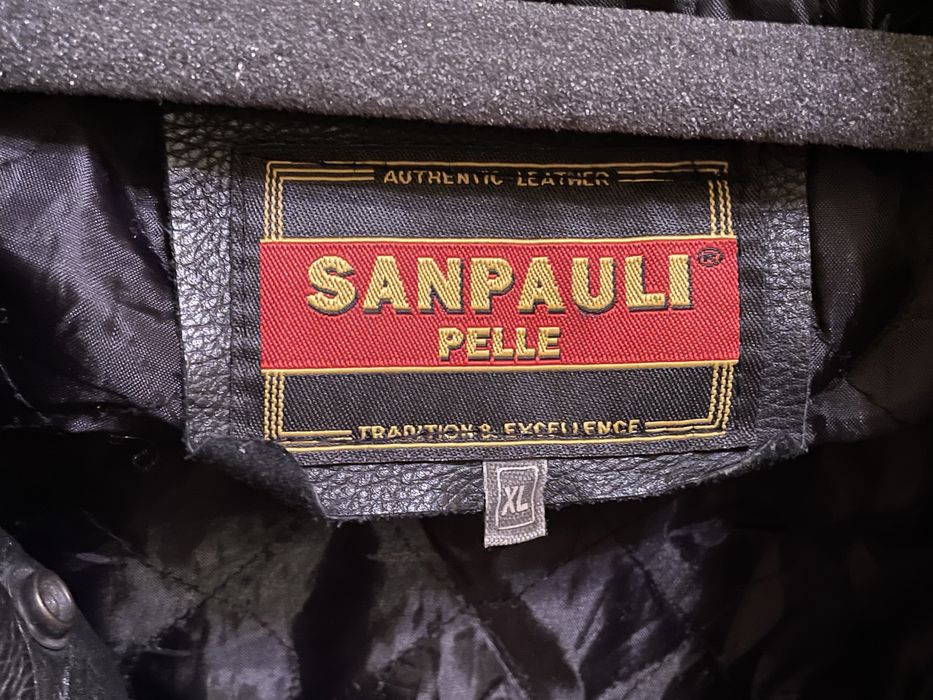 AUTHENTIC LEATHER
SANPAULI®
PELLE
TRADITION & EXCELLENCE
XL